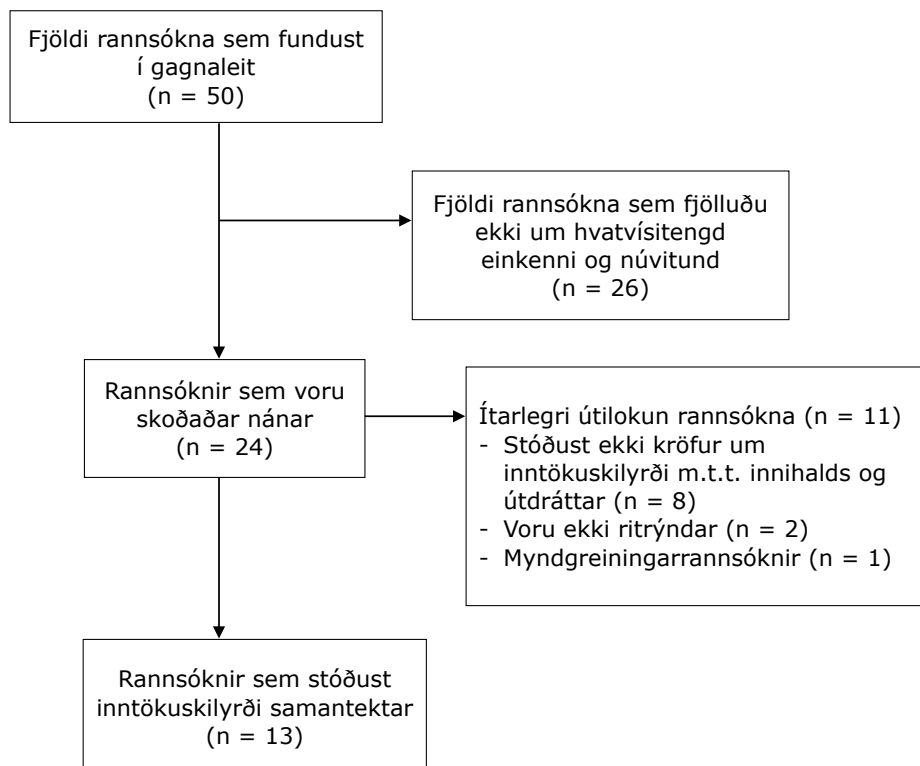 Fjöldi rannsókna sem fundust
í gagnaleit
(n = 50)
Fjöldi rannsókna sem fjölluðu
ekki um hvatvísitengd
einkenni og núvitund
(n = 26)
Rannsóknir sem voru
skoðaðar nánar
(n = 24)
Ítarlegri útilokun rannsókna (n = 11)
- Stóðust ekki kröfur um
inntökuskilyrði m.t.t. innihalds og
útdráttar (n = 8)
- Voru ekki ritrýndar (n = 2)
- Myndgreiningarrannsóknir (n = 1)
Rannsóknir sem stóðust
inntökuskilyrði samantektar
(n = 13)